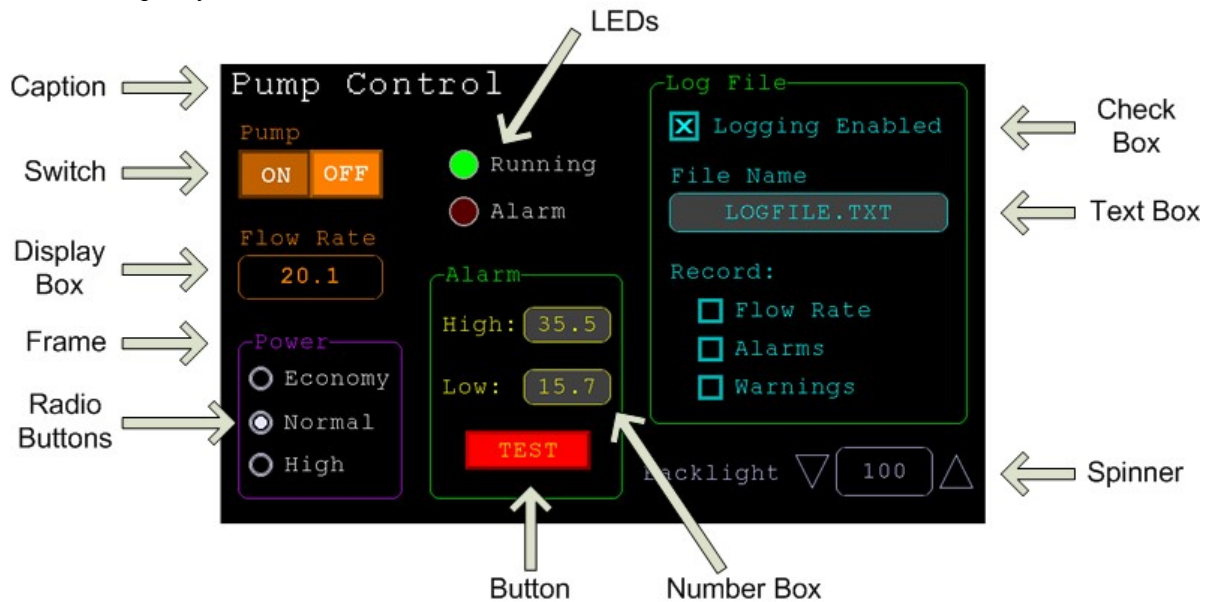 LEDs
Caption
Pump Control
Log File
Logging Enabled
Check
Box
Pump
Switch
ON OFF
Running
File Name
LOGFILE.TXT
Text Box
Alarm
Flow Rate
Display
Box
20.1
Alarm
Record:
Flow Rate
High: 35.5
Frame
Power
Alarms
Economy
Low: 15.7
Warnings
Radio
Buttons
Normal
TEST
High
Backlight 100
Spinner
Button
Number Box